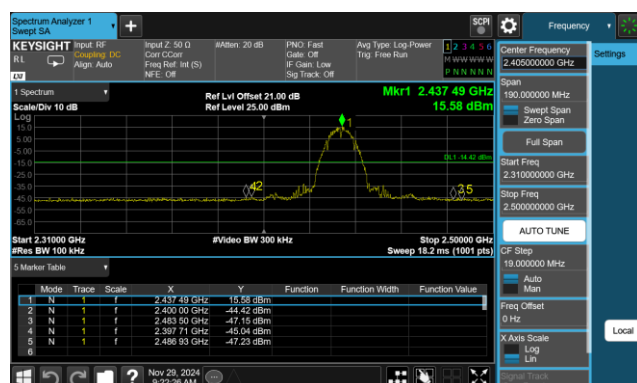 Spectrum Analyzer 1
Swept SA
+
SCPI
Frequency
KEYSIGHT
R L
Input: RF
Coupling: DC
Align: Auto
Input Z: 50 Ω
Corr CCorr
Freq Ref: Int (S)
NFE: Off
#Atten: 20 dB
PNO: Fast
Gate: Off
IF Gain: Low
Sig Track: Off
Avg Type: Log-Power
Trig: Free Run
1 2 3 4 5 6
M W W W W W
P N N N N N
1 Spectrum
Scale/Div 10 dB
Ref Lvl Offset 21.00 dB
Ref Level 25.00 dBm
Mkr1 2.437 49 GHz
15.58 dBm
Log
15.0
5.00
-5.00
-15.0
-25.0
-35.0
-45.0
-55.0
-65.0
1
DL1 -14.42 dBm
42
3 5
Start 2.31000 GHz
#Res BW 100 kHz
#Video BW 300 kHz
Stop 2.50000 GHz
Sweep 18.2 ms (1001 pts)
5 Marker Table
Mode Trace Scale X Y Function Function Width Function Value
1 N 1 f 2.437 49 GHz 15.58 dBm
2 N 1 f 2.400 00 GHz -44.42 dBm
3 N 1 f 2.483 50 GHz -47.15 dBm
4 N 1 f 2.397 71 GHz -45.04 dBm
5 N 1 f 2.486 93 GHz -47.23 dBm
6
Nov 29, 2024
9:22:26 AM
Center Frequency
2.405000000 GHz
Settings
Span
190.000000 MHz
Swept Span
Zero Span
Full Span
Start Freq
2.310000000 GHz
Stop Freq
2.500000000 GHz
AUTO TUNE
CF Step
19.000000 MHz
Auto
Man
Freq Offset
0 Hz
X Axis Scale
Log
Lin
Signal Track
Local